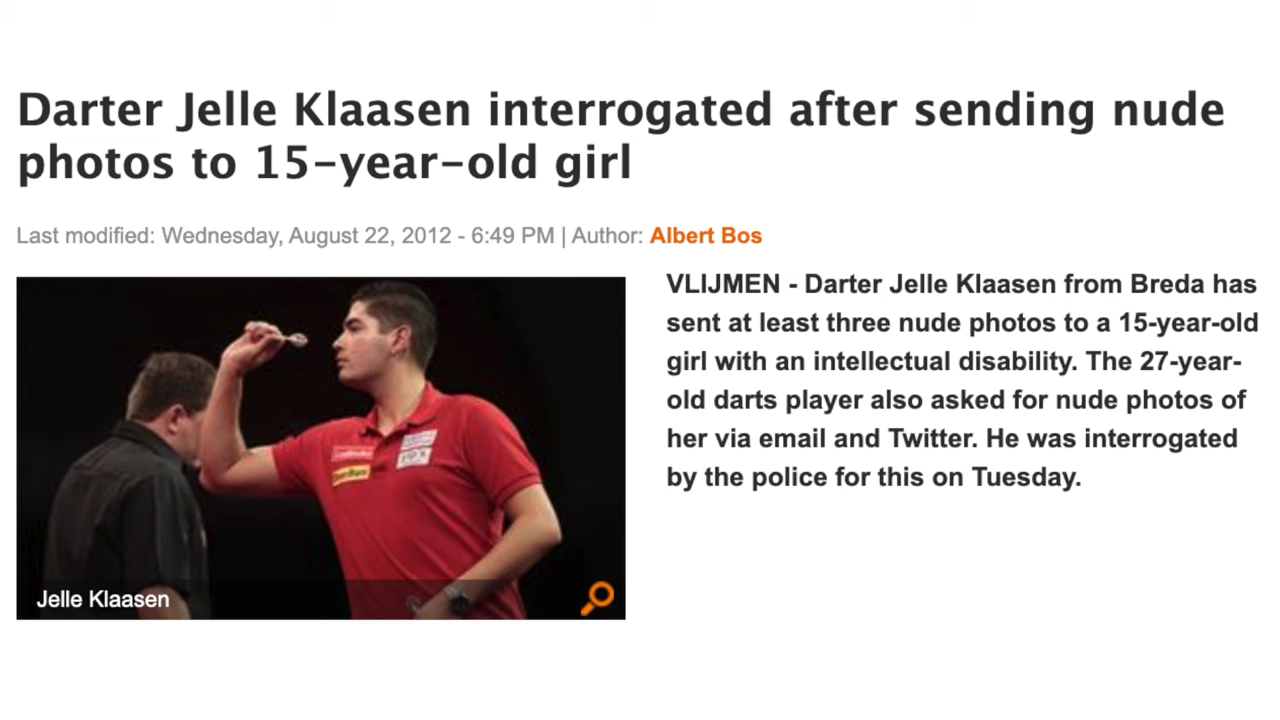 Darter Jelle Klaasen interrogated after sending nude
photos to 15-year-old girl
Last modified: Wednesday, August 22, 2012 - 6:49 PM | Author: Albert Bos
VLIJMEN - Darter Jelle Klaasen from Breda has
sent at least three nude photos to a 15-year-old
girl with an intellectual disability. The 27-year-
old darts player also asked for nude photos of
her via email and Twitter. He was interrogated
by the police for this on Tuesday.
Jelle Klaasen